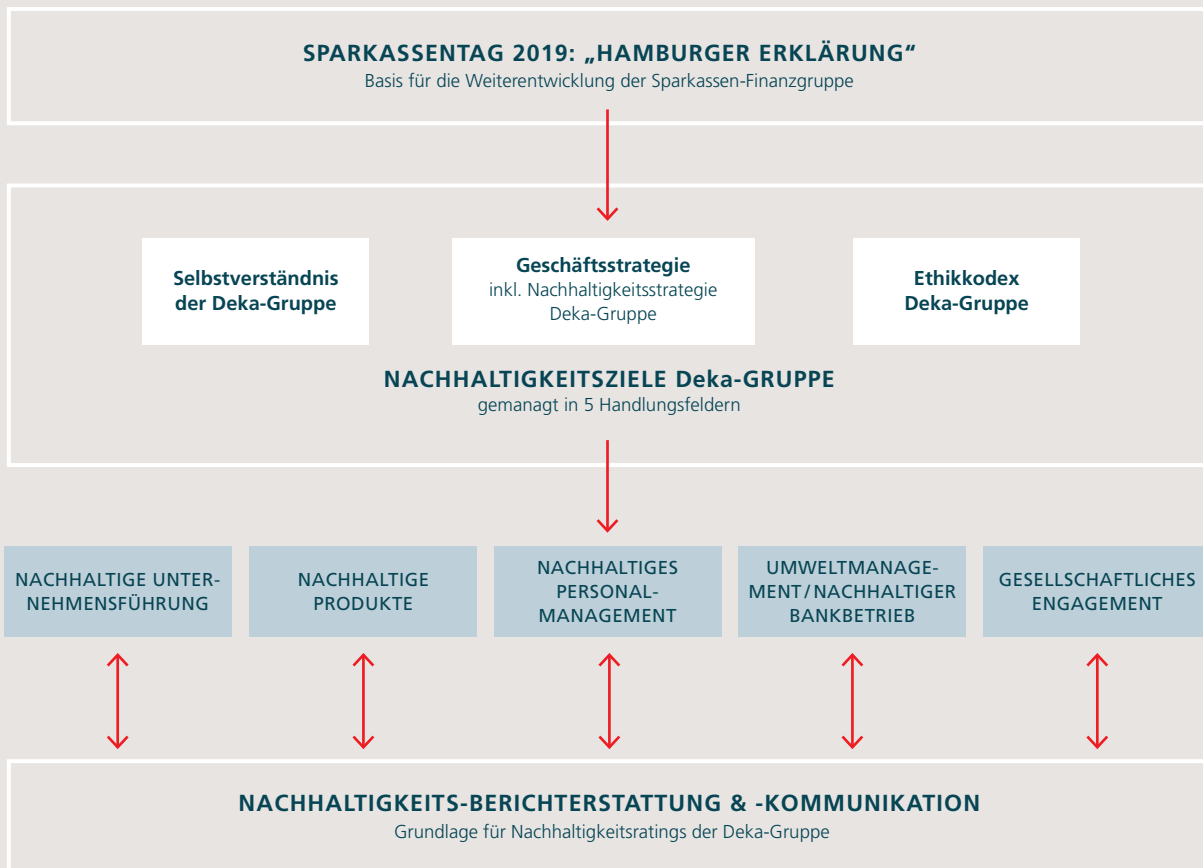 SPARKASSENTAG 2019: „HAMBURGER ERKLÄRUNG“
Basis für die Weiterentwicklung der Sparkassen-Finanzgruppe
Selbstverständnis
der Deka-Gruppe
Geschäftsstrategie
inkl. Nachhaltigkeitsstrategie
Deka-Gruppe
Ethikkodex
Deka-Gruppe
NACHHALTIGKEITSZIELE Deka-GRUPPE
gemanagt in 5 Handlungsfeldern
NACHHALTIGE UNTER-
NEHMENSFÜHRUNG
NACHHALTIGE
PRODUKTE
NACHHALTIGES
PERSONAL-
MANAGEMENT
UMWELTMANAGE-
MENT/NACHHALTIGER
BANKBETRIEB
GESELLSCHAFTLICHES
ENGAGEMENT
NACHHALTIGKEITS-BERICHTERSTATTUNG & -KOMMUNIKATION
Grundlage für Nachhaltigkeitsratings der Deka-Gruppe